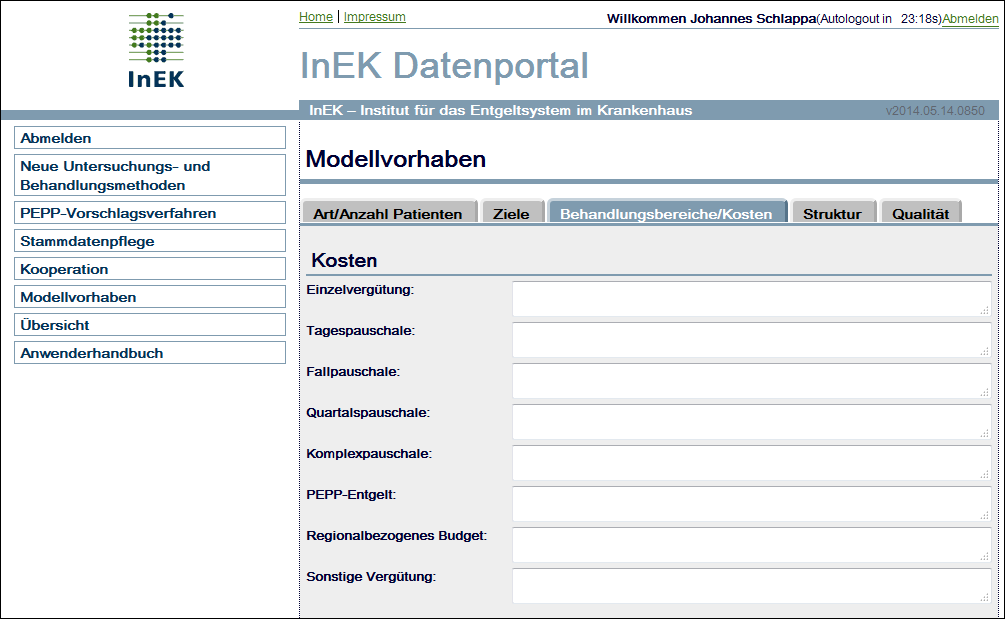 Home | Impressum
Willkommen Johannes Schlappa(Autologout in 23:18s)Abmelden
InEK
InEK Datenportal
InEK – Institut für das Entgeltsystem im Krankenhaus
v2014.05.14.0850
Abmelden
Neue Untersuchungs- und
Behandlungsmethoden
PEPP-Vorschlagsverfahren
Stammdatenpflege
Kooperation
Modellvorhaben
Übersicht
Anwenderhandbuch
Modellvorhaben
Art/Anzahl Patienten
Ziele
Behandlungsbereiche/Kosten
Struktur
Qualität
Kosten
Einzelvergütung:
Tagespauschale:
Fallpauschale:
Quartalspauschale:
Komplexpauschale:
PEPP-Entgelt:
Regionalbezogenes Budget:
Sonstige Vergütung: